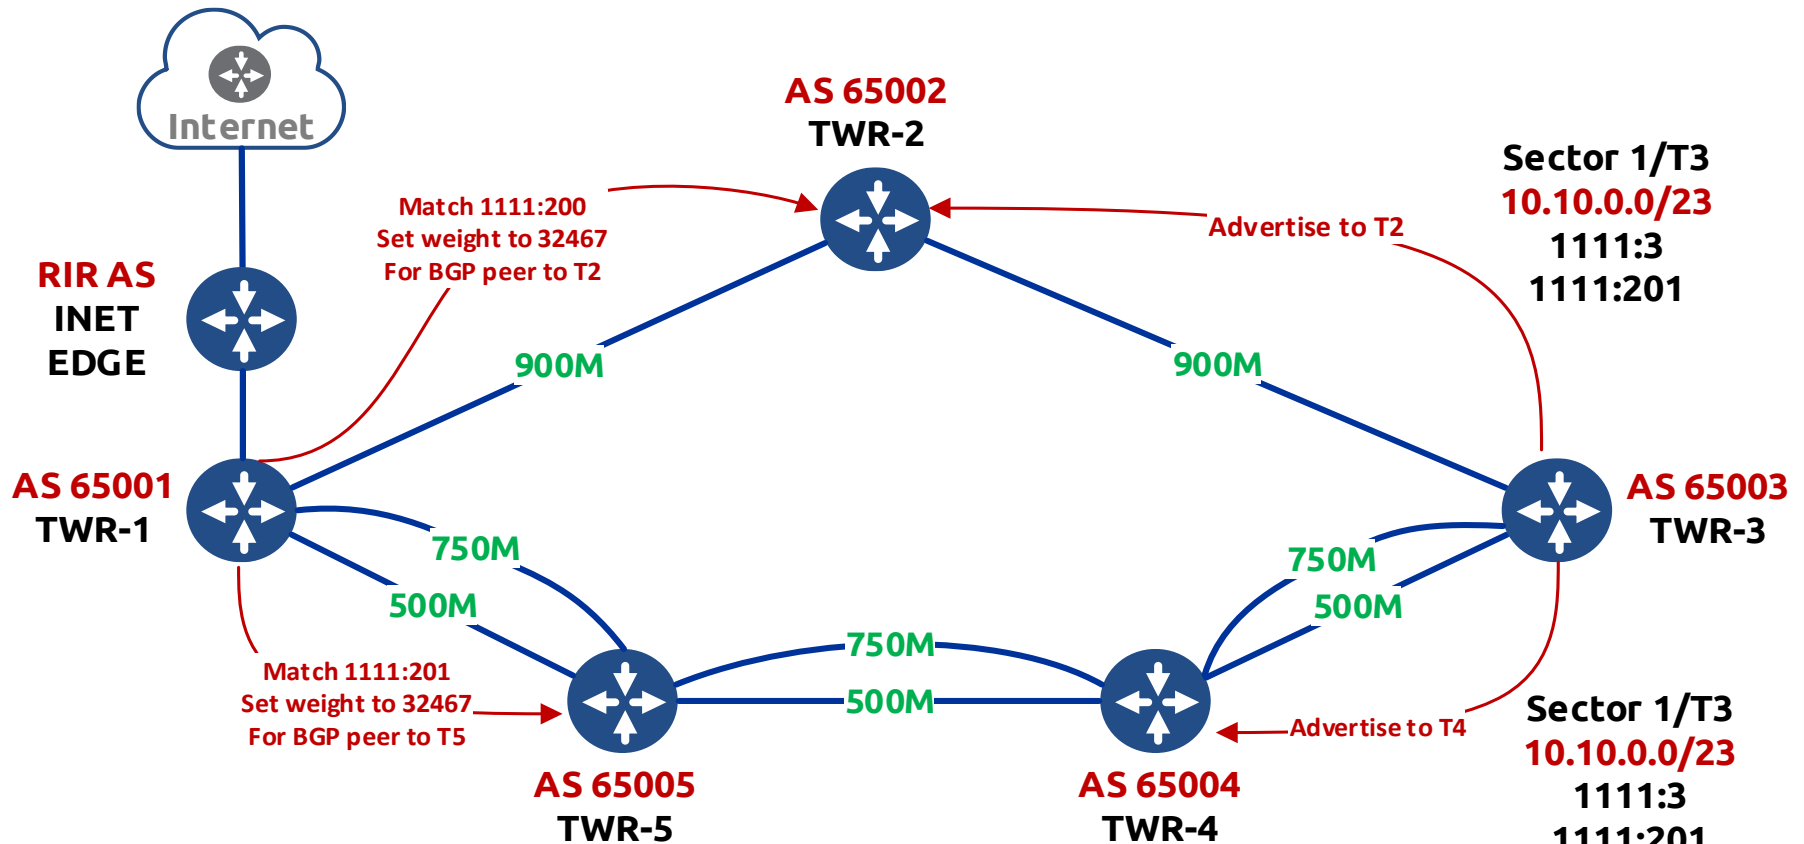 Internet
AS 65002
TWR-2
Sector 1/T3
10.10.0.0/23
1111:3
1111:201
Match 1111:200
Set weight to 32467
For BGP peer to T2
Advertise to T2
RIR AS
INET
EDGE
900M
900M
AS 65001
TWR-1
AS 65003
TWR-3
750M
500M
750M
500M
750M
500M
Match 1111:201
Set weight to 32467
For BGP peer to T5
Advertise to T4
Sector 1/T3
10.10.0.0/23
1111:3
1111:201
AS 65005
TWR-5
AS 65004
TWR-4